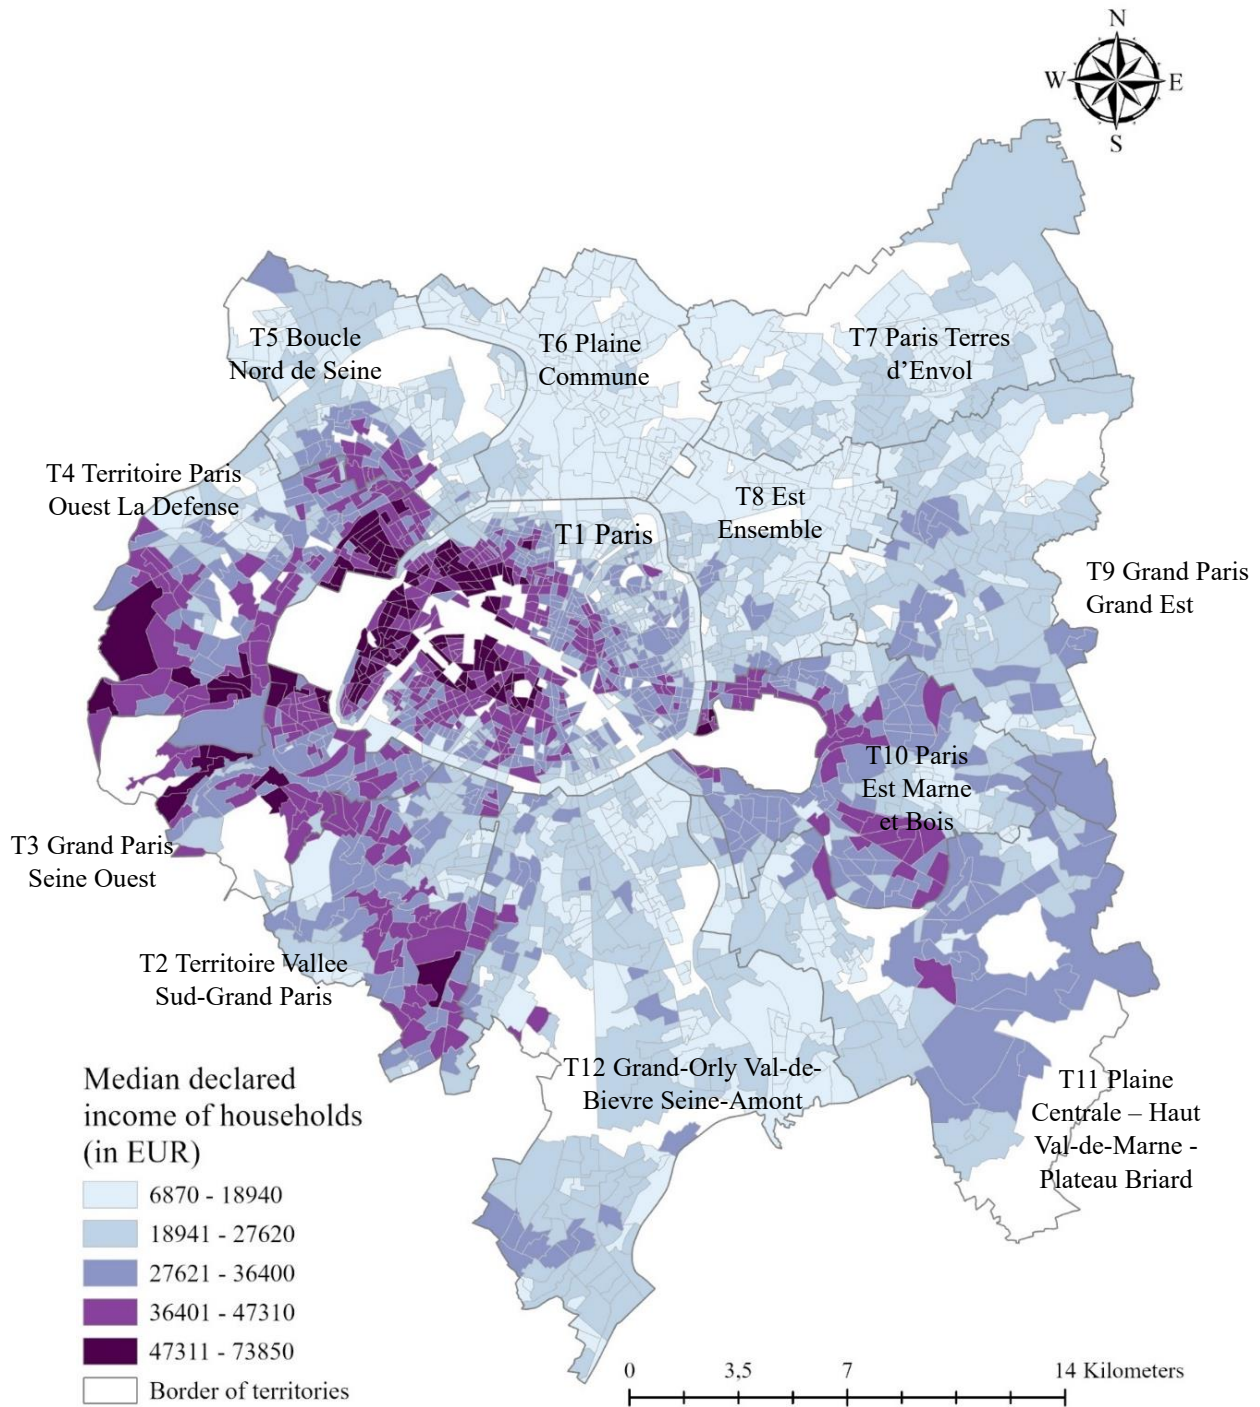 N
W E
S
T5 Boucle
Nord de Seine
T6 Plaine
Commune
T7 Paris Terres
d’Envol
T4 Territoire Paris
Ouest La Defense
T8 Est
Ensemble
T1 Paris
T9 Grand Paris
Grand Est
T10 Paris
Est Marne
et Bois
T3 Grand Paris
Seine Ouest
T2 Territoire Vallee
Sud-Grand Paris
T12 Grand-Orly Val-de-
Bievre Seine-Amont
T11 Plaine
Centrale – Haut
Val-de-Marne -
Plateau Briard
Median declared
income of households
(in EUR)
6870 - 18940
18941 - 27620
27621 - 36400
36401 - 47310
47311 - 73850
Border of territories
0 3,5 7 14 Kilometers